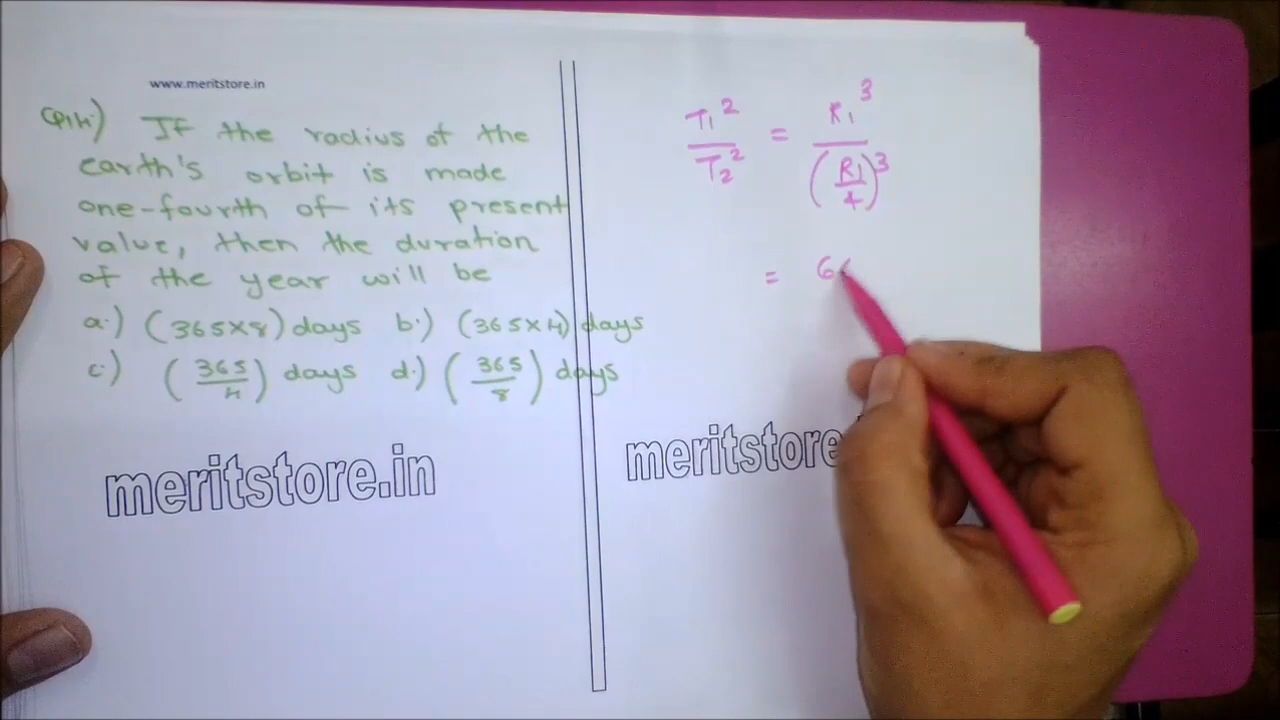 www.meritstore.in
If the radius of the
earth's orbit is made
one-fourth of its present
value, then the duration
of the year will be
a.) (365×8) days b.) (365×4) days
c.) (365/4) days d.) (365/8) days
meritstore.in
T₁²/T₂² = R₁³/(R₁/4)³
= 6
meritstore.